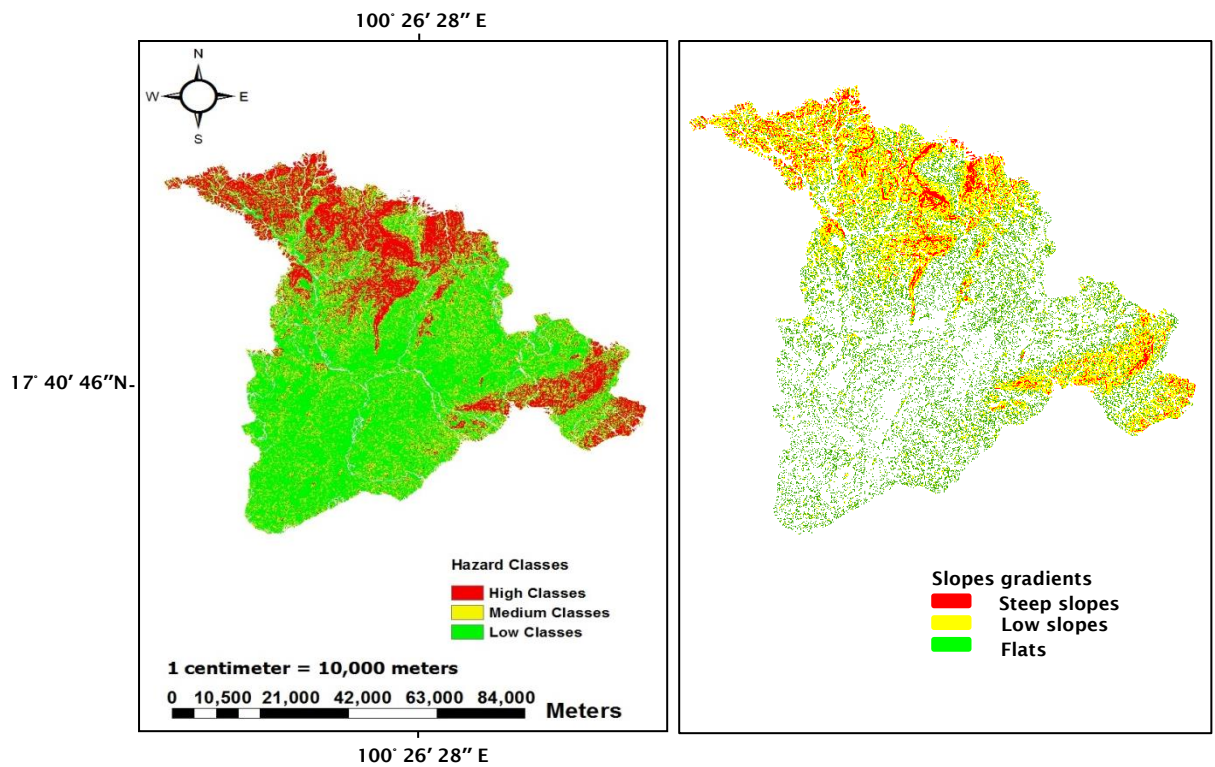 100° 26′ 28″ E
N
W
E
S
17° 40′ 46″N
Hazard Classes
High Classes
Medium Classes
Low Classes
1 centimeter = 10,000 meters
0 10,500 21,000 42,000 63,000 84,000
Meters
100° 26′ 28″ E
Slopes gradients
Steep slopes
Low slopes
Flats